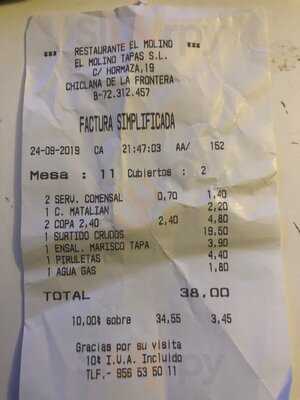 RESTAURANTE EL MOLINO
EL MOLINO TAPAS S.L.
C/ HORMAZA,19
CHICLANA DE LA FRONTERA
B-72.312.457
FACTURA SIMPLIFICADA
24-09-2019 CA 21:47:03 AA/ 152
Mesa : 11 Cubiertos : 2
2 SERV. COMENSAL 0,70 1,40
1 C. MATALIAN 2,20
2 COPA 2,40 2,40 4,80
1 SURTIDO CRUDOS 19,50
1 ENSAL. MARISCO TAPA 3,90
1 PIRULETAS 4,40
1 AGUA GAS 1,80
TOTAL 38,00
10,00% sobre 34,55 3,45
Gracias por su visita
10% I.V.A. Incluido
TLF.- 956 53 50 11